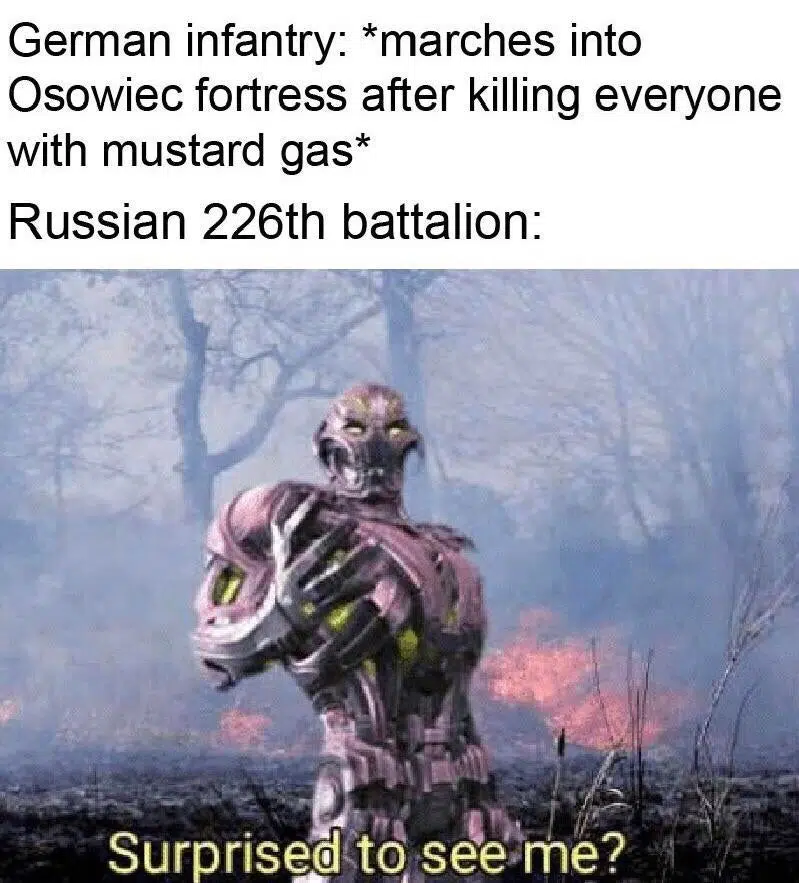 German infantry: *marches into
Osowiec fortress after killing everyone
with mustard gas*
Russian 226th battalion:
Surprised to see me?